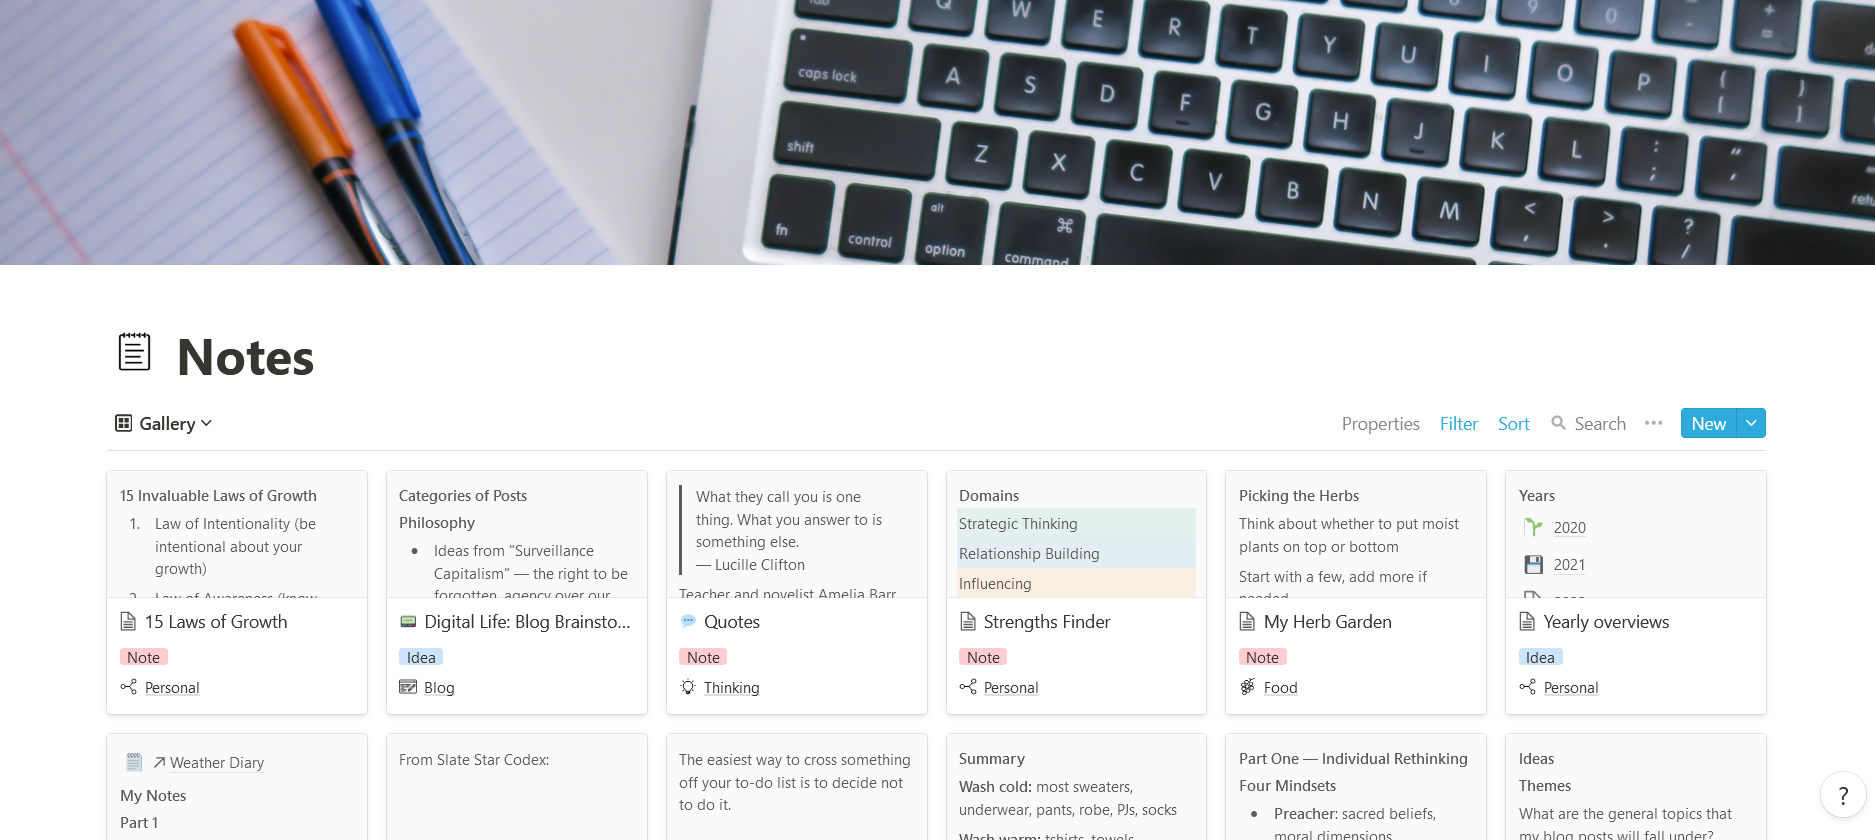 tab Q W E R T Y U I 9 0 - + =
caps lock A S D F G H J K L O P { [ } ]
shift Z X C V B N M : ; " '
fn control alt option ⌘ command < , > . ? / return
Notes
Gallery
Properties Filter Sort Search ••• New
15 Invaluable Laws of Growth
1. Law of Intentionality (be
intentional about your
growth)
2. Law of Awareness (know
15 Laws of Growth
Note
Personal
Categories of Posts
Philosophy
• Ideas from "Surveillance
Capitalism" — the right to be
forgotten, agency over our
Digital Life: Blog Brainsto...
Idea
Blog
What they call you is one
thing. What you answer to is
something else.
— Lucille Clifton
Teacher and novelist Amelia Barr
Quotes
Note
Thinking
Domains
Strategic Thinking
Relationship Building
Influencing
Strengths Finder
Note
Personal
Picking the Herbs
Think about whether to put moist
plants on top or bottom
Start with a few, add more if
needed
My Herb Garden
Note
Food
Years
2020
2021
Yearly overviews
Idea
Personal
Weather Diary
My Notes
Part 1
From Slate Star Codex:
The easiest way to cross something
off your to-do list is to decide not
to do it.
Summary
Wash cold: most sweaters,
underwear, pants, robe, PJs, socks
Wash warm: tshirts, towels
Part One — Individual Rethinking
Four Mindsets
• Preacher: sacred beliefs,
moral dimensions
Ideas
Themes
What are the general topics that
my blog posts will fall under?
?